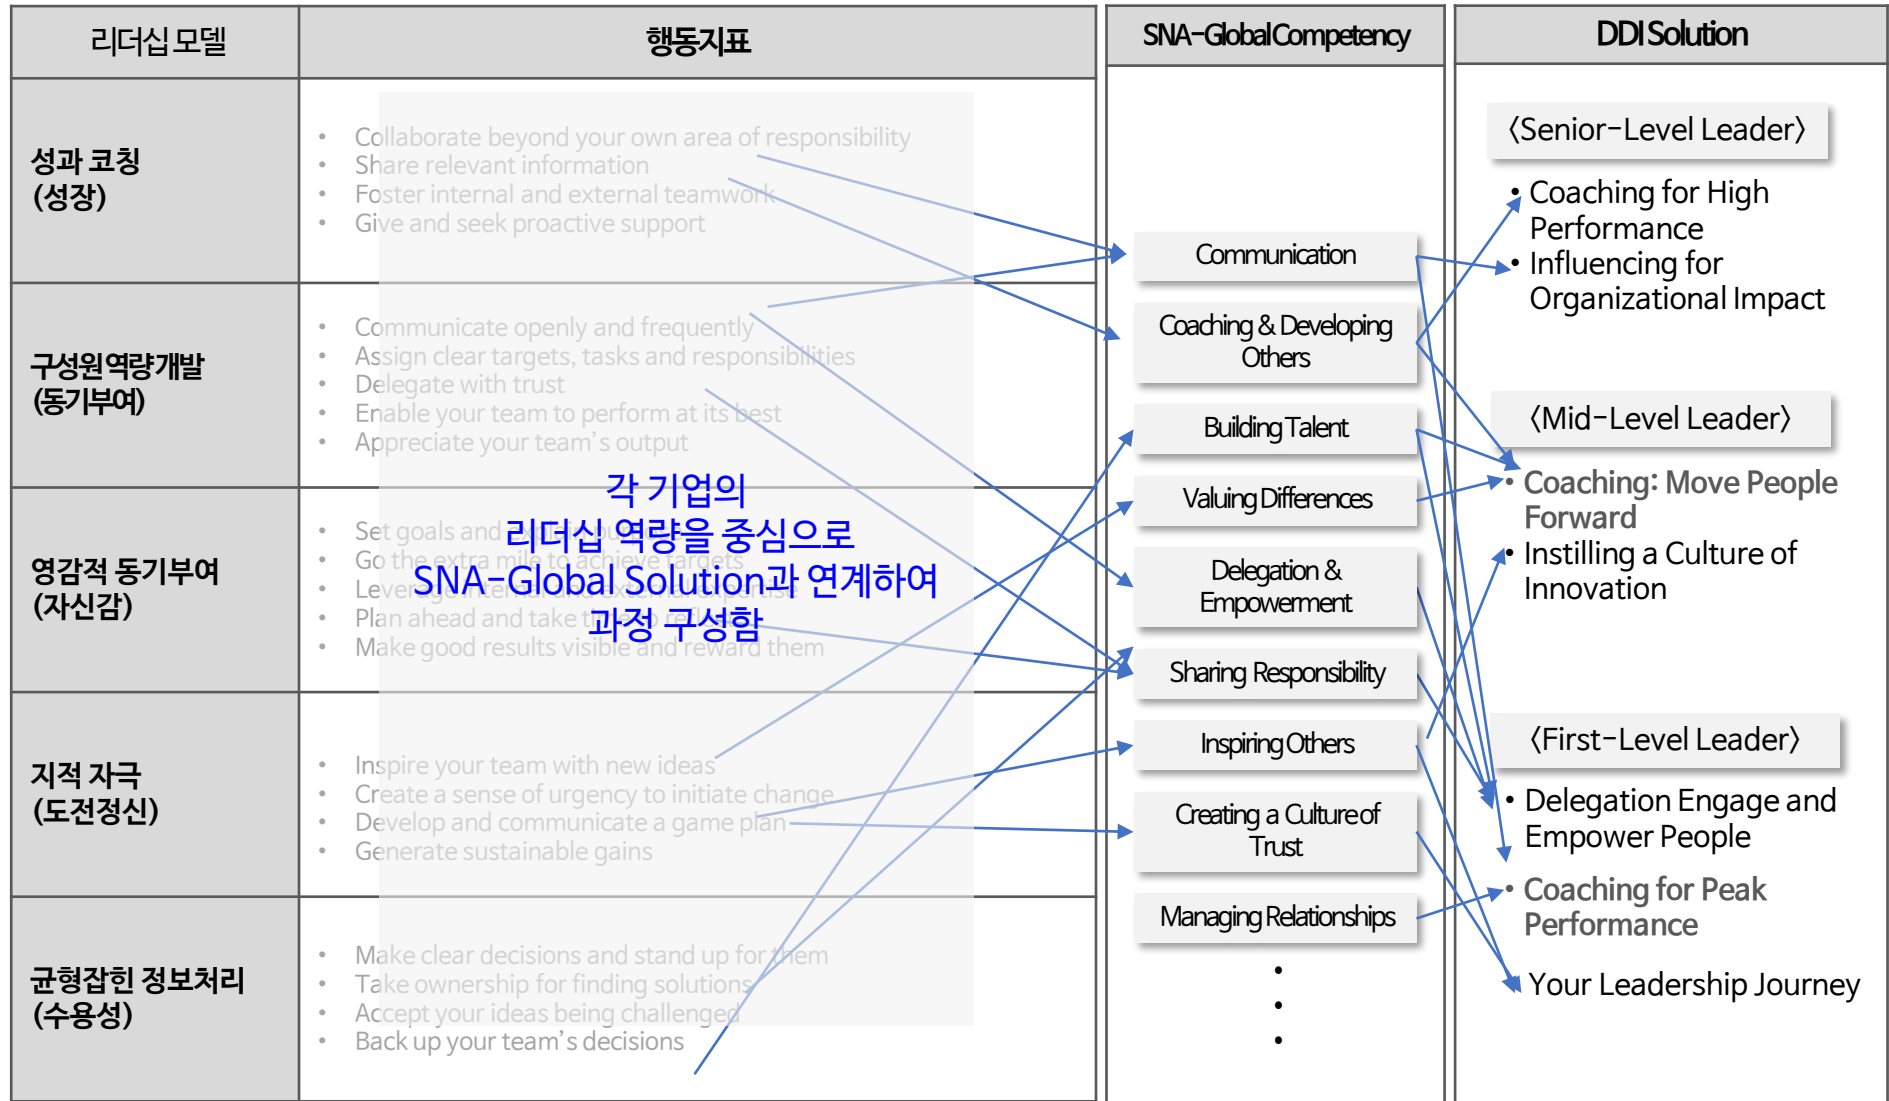 리더십 모델
행동지표
SNA-Global Competency
DDI Solution
성과 코칭
(성장)
• Collaborate beyond your own area of responsibility
• Share relevant information
• Foster internal and external teamwork
• Give and seek proactive support
구성원 역량개발
(동기부여)
• Communicate openly and frequently
• Assign clear targets, tasks and responsibilities
• Delegate with trust
• Enable your team to perform at its best
• Appreciate your team's output
영감적 동기부여
(자신감)
• Set goals and explain
• Go the extra mile to achieve targets
• Leverage internal and external expertise
• Plan ahead and take time to reflect
• Make good results visible and reward them
각 기업의
리더십 역량을 중심으로
SNA-Global Solution과 연계하여
과정 구성함
지적 자극
(도전정신)
• Inspire your team with new ideas
• Create a sense of urgency to initiate change
• Develop and communicate a game plan
• Generate sustainable gains
균형잡힌 정보처리
(수용성)
• Make clear decisions and stand up for them
• Take ownership for finding solutions
• Accept your ideas being challenged
• Back up your team's decisions
Communication
Coaching & Developing
Others
Building Talent
Valuing Differences
Delegation &
Empowerment
Sharing Responsibility
Inspiring Others
Creating a Culture of
Trust
Managing Relationships
•
•
•
〈Senior-Level Leader〉
• Coaching for High
Performance
• Influencing for
Organizational Impact
〈Mid-Level Leader〉
• Coaching: Move People
Forward
• Instilling a Culture of
Innovation
〈First-Level Leader〉
• Delegation Engage and
Empower People
• Coaching for Peak
Performance
• Your Leadership Journey